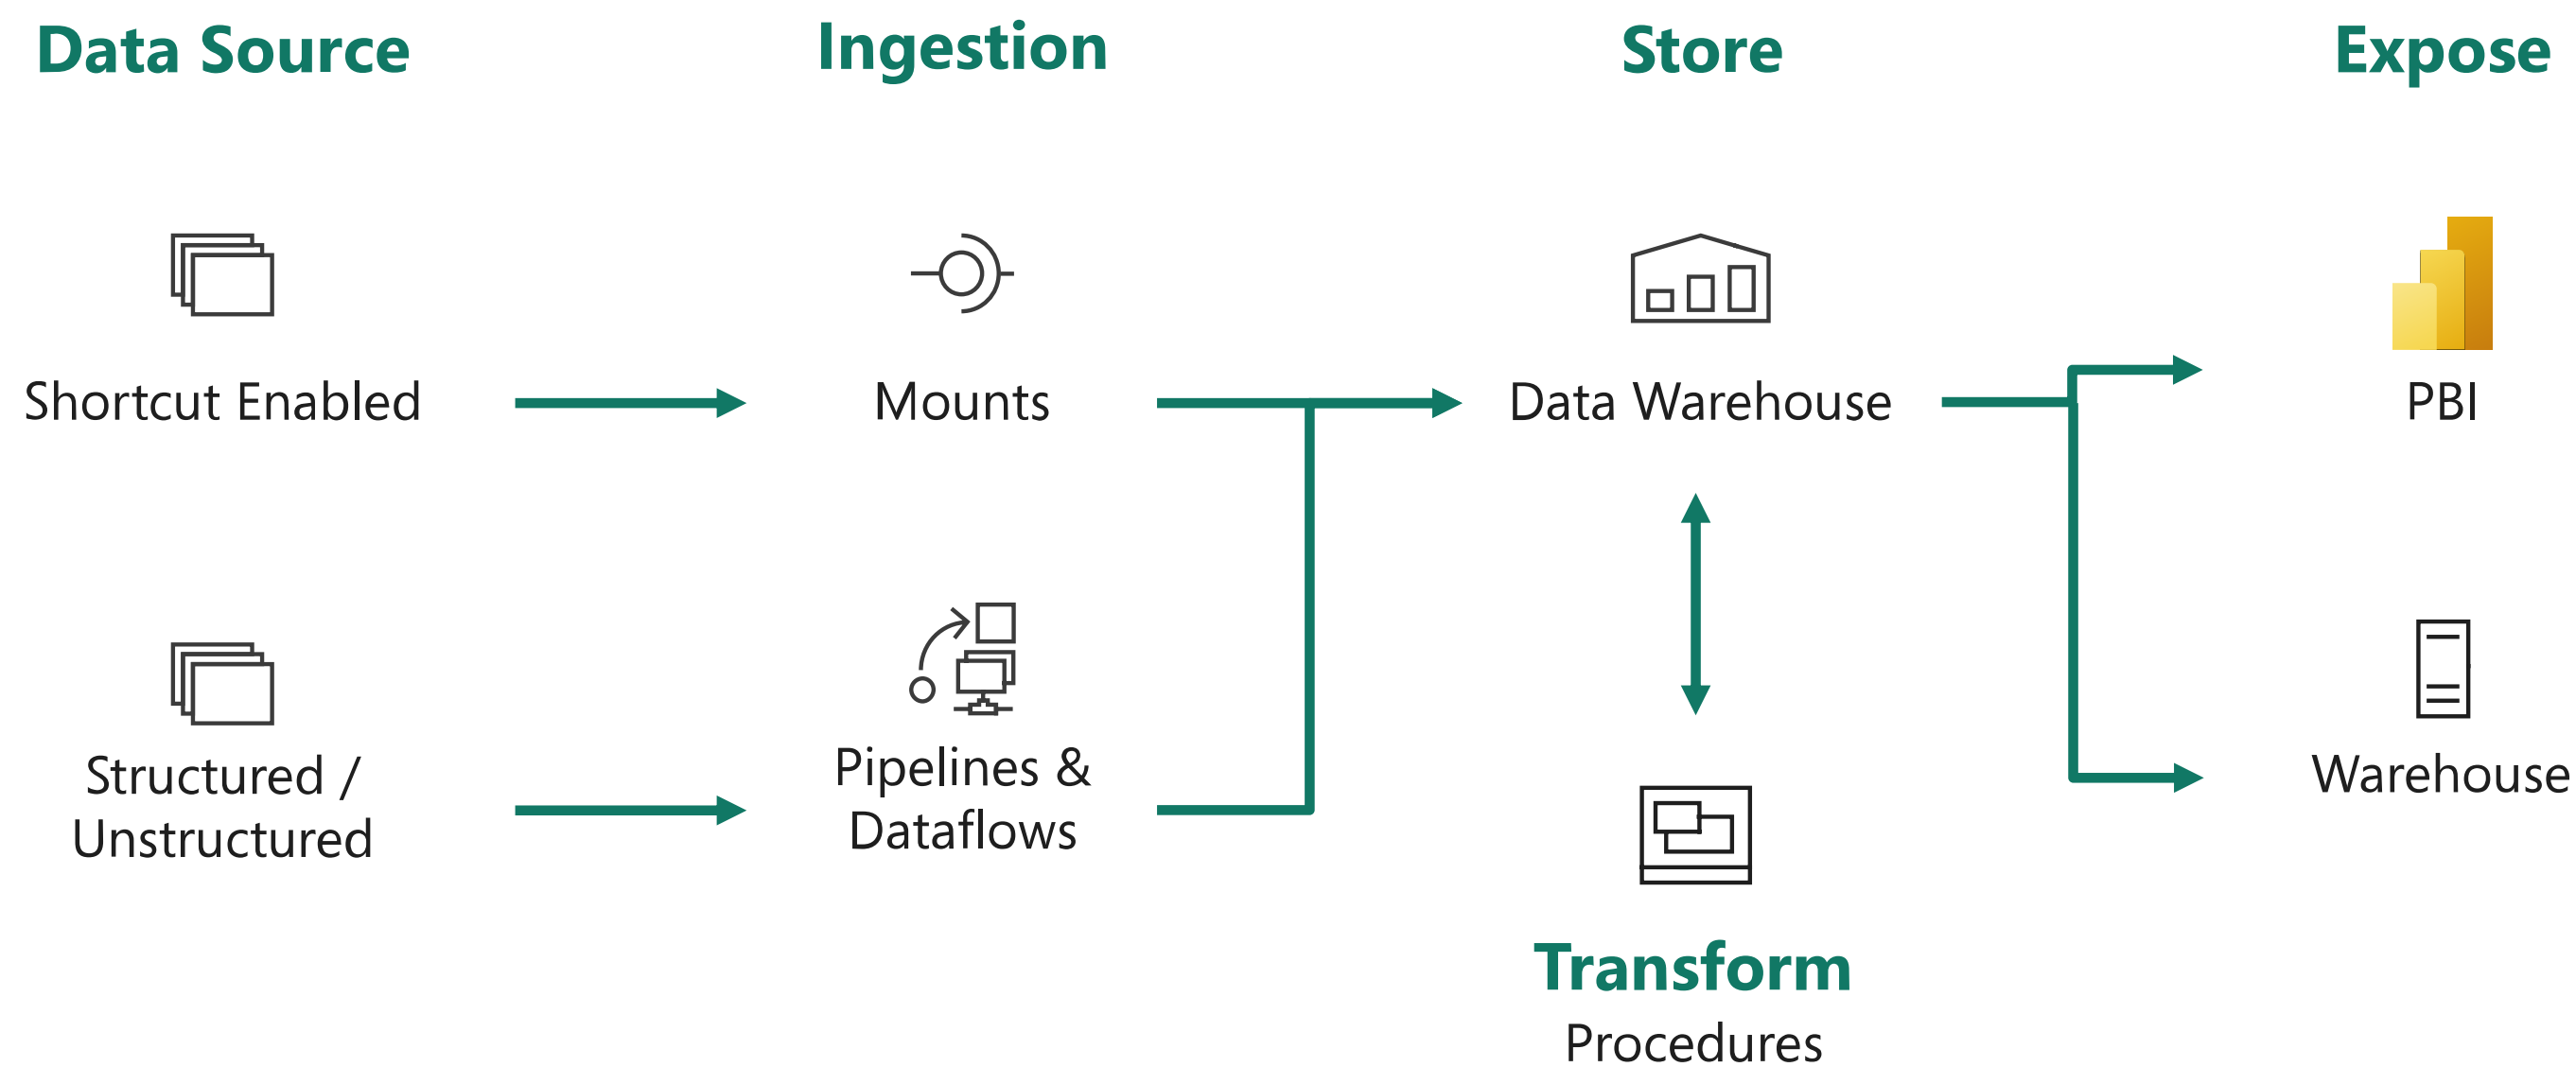 Data Source
Ingestion
Store
Expose
Shortcut Enabled
Mounts
Data Warehouse
PBI
Structured /
Unstructured
Pipelines &
Dataflows
Warehouse
Transform
Procedures